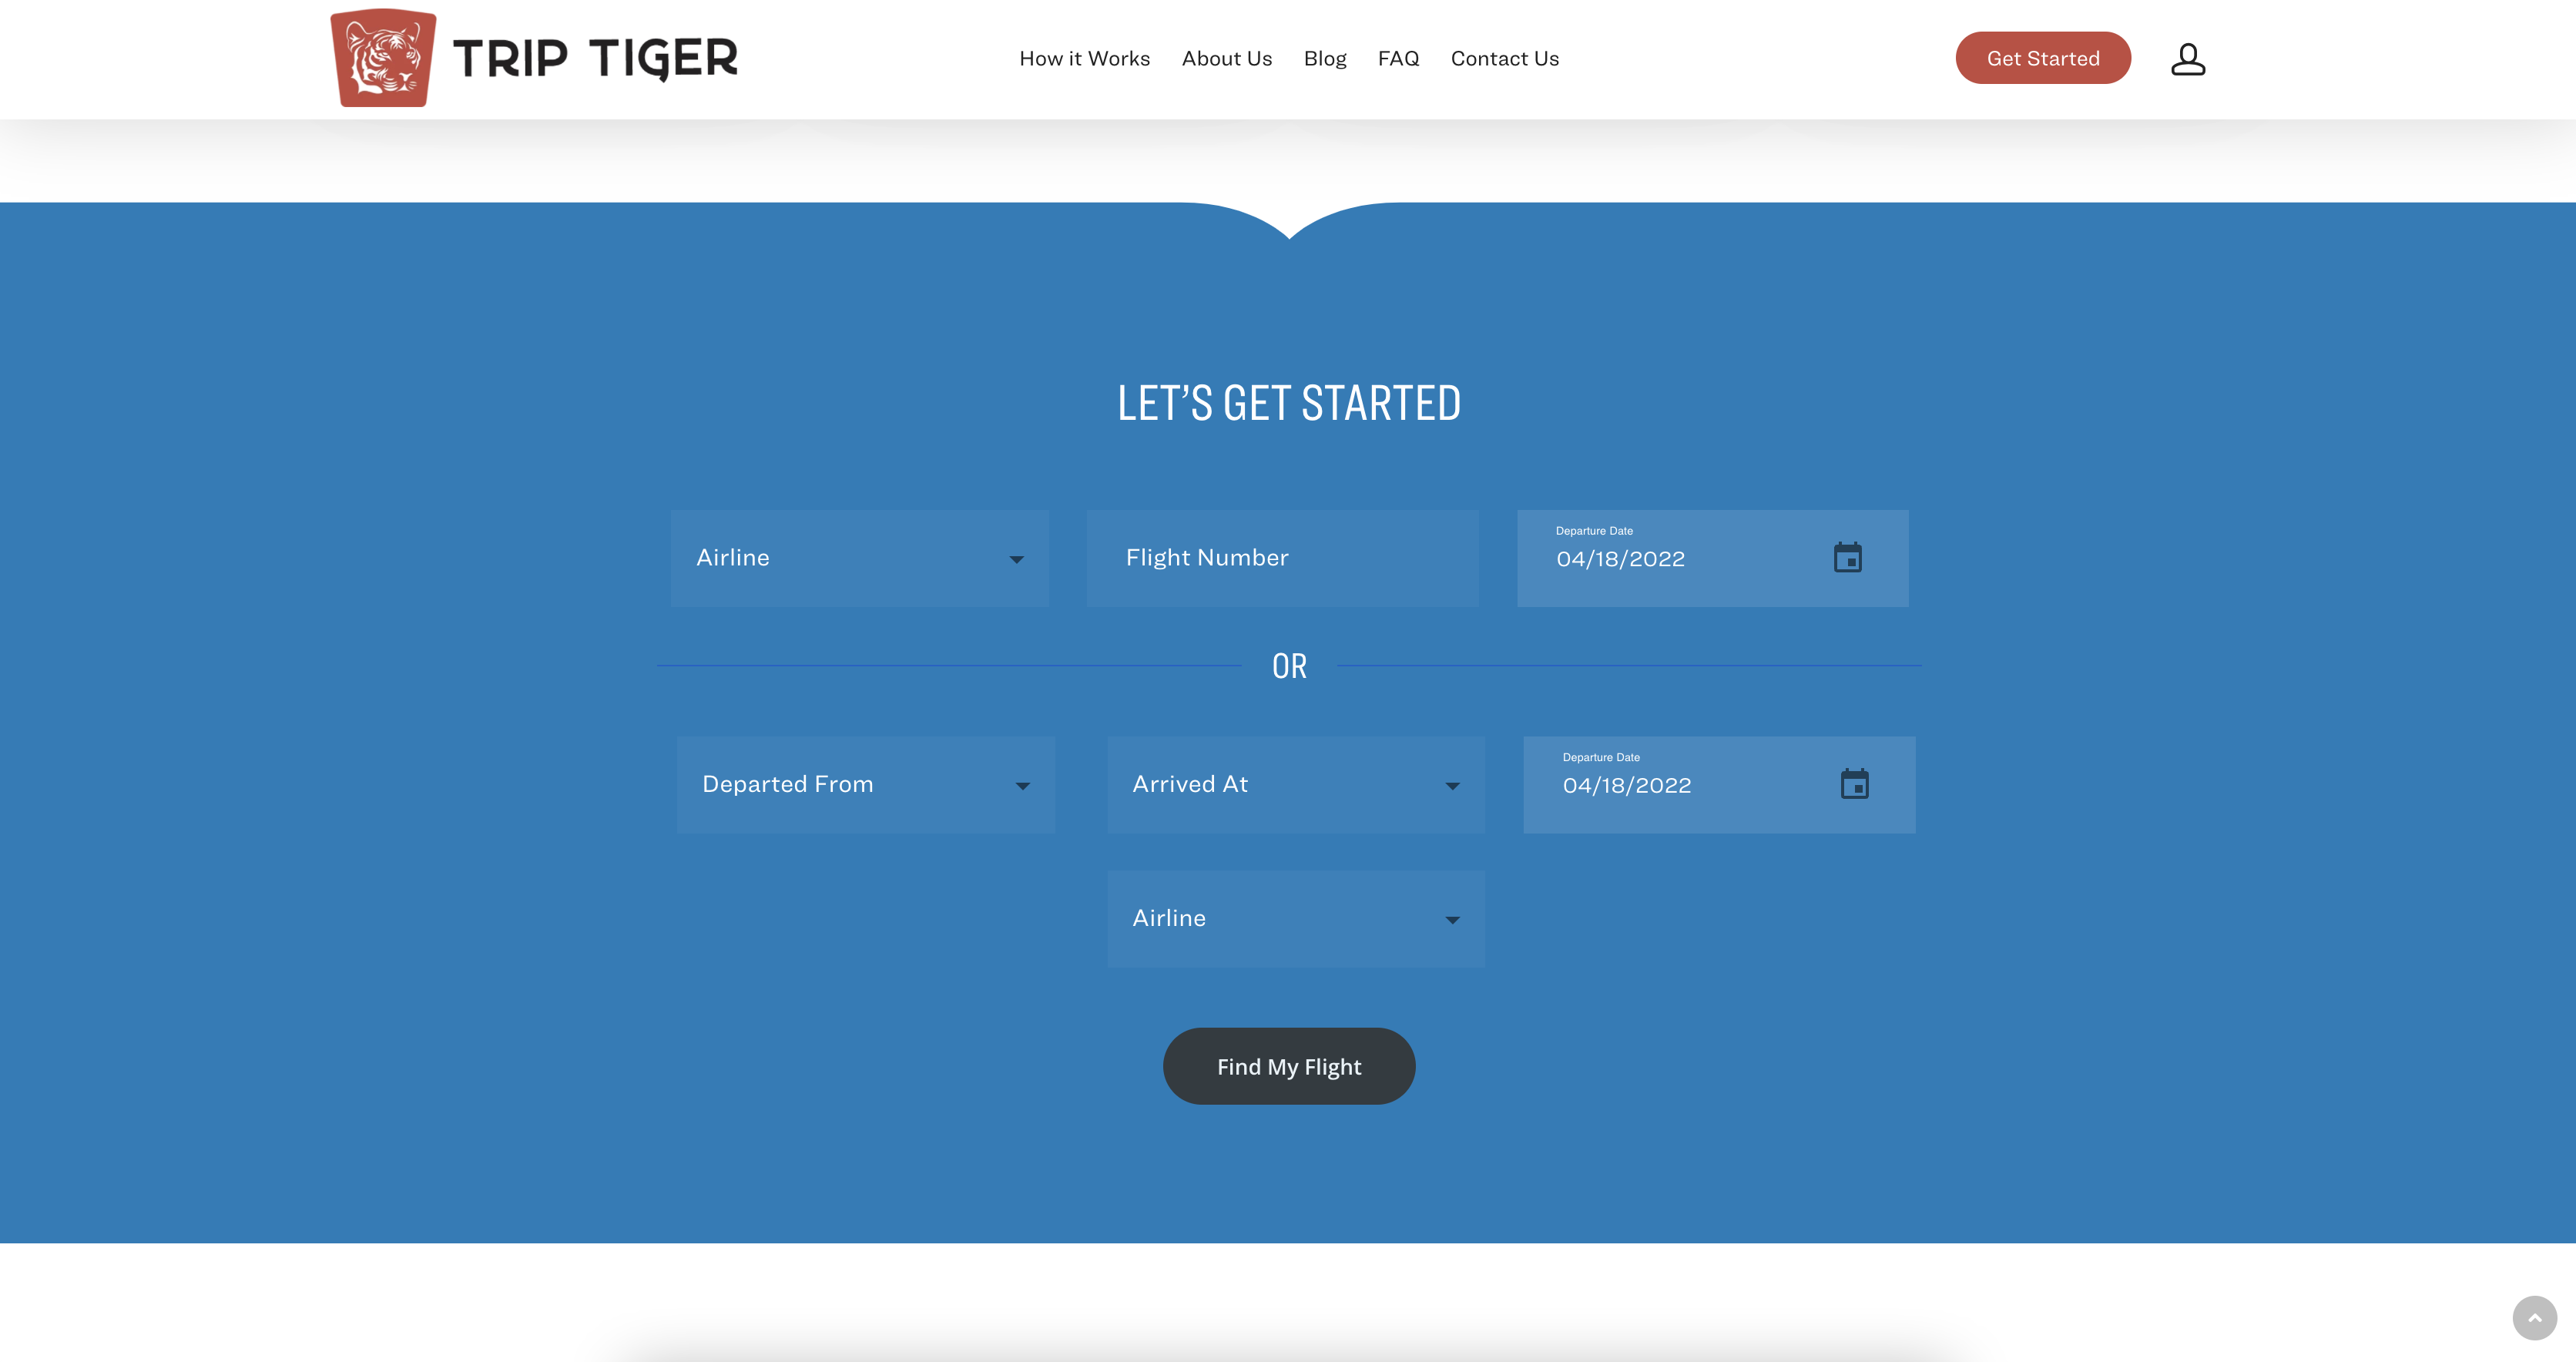 TRIP TIGER
How it Works About Us Blog FAQ Contact Us
Get Started
LET’S GET STARTED
Airline
Flight Number
Departure Date
04/18/2022
OR
Departed From
Arrived At
Departure Date
04/18/2022
Airline
Find My Flight